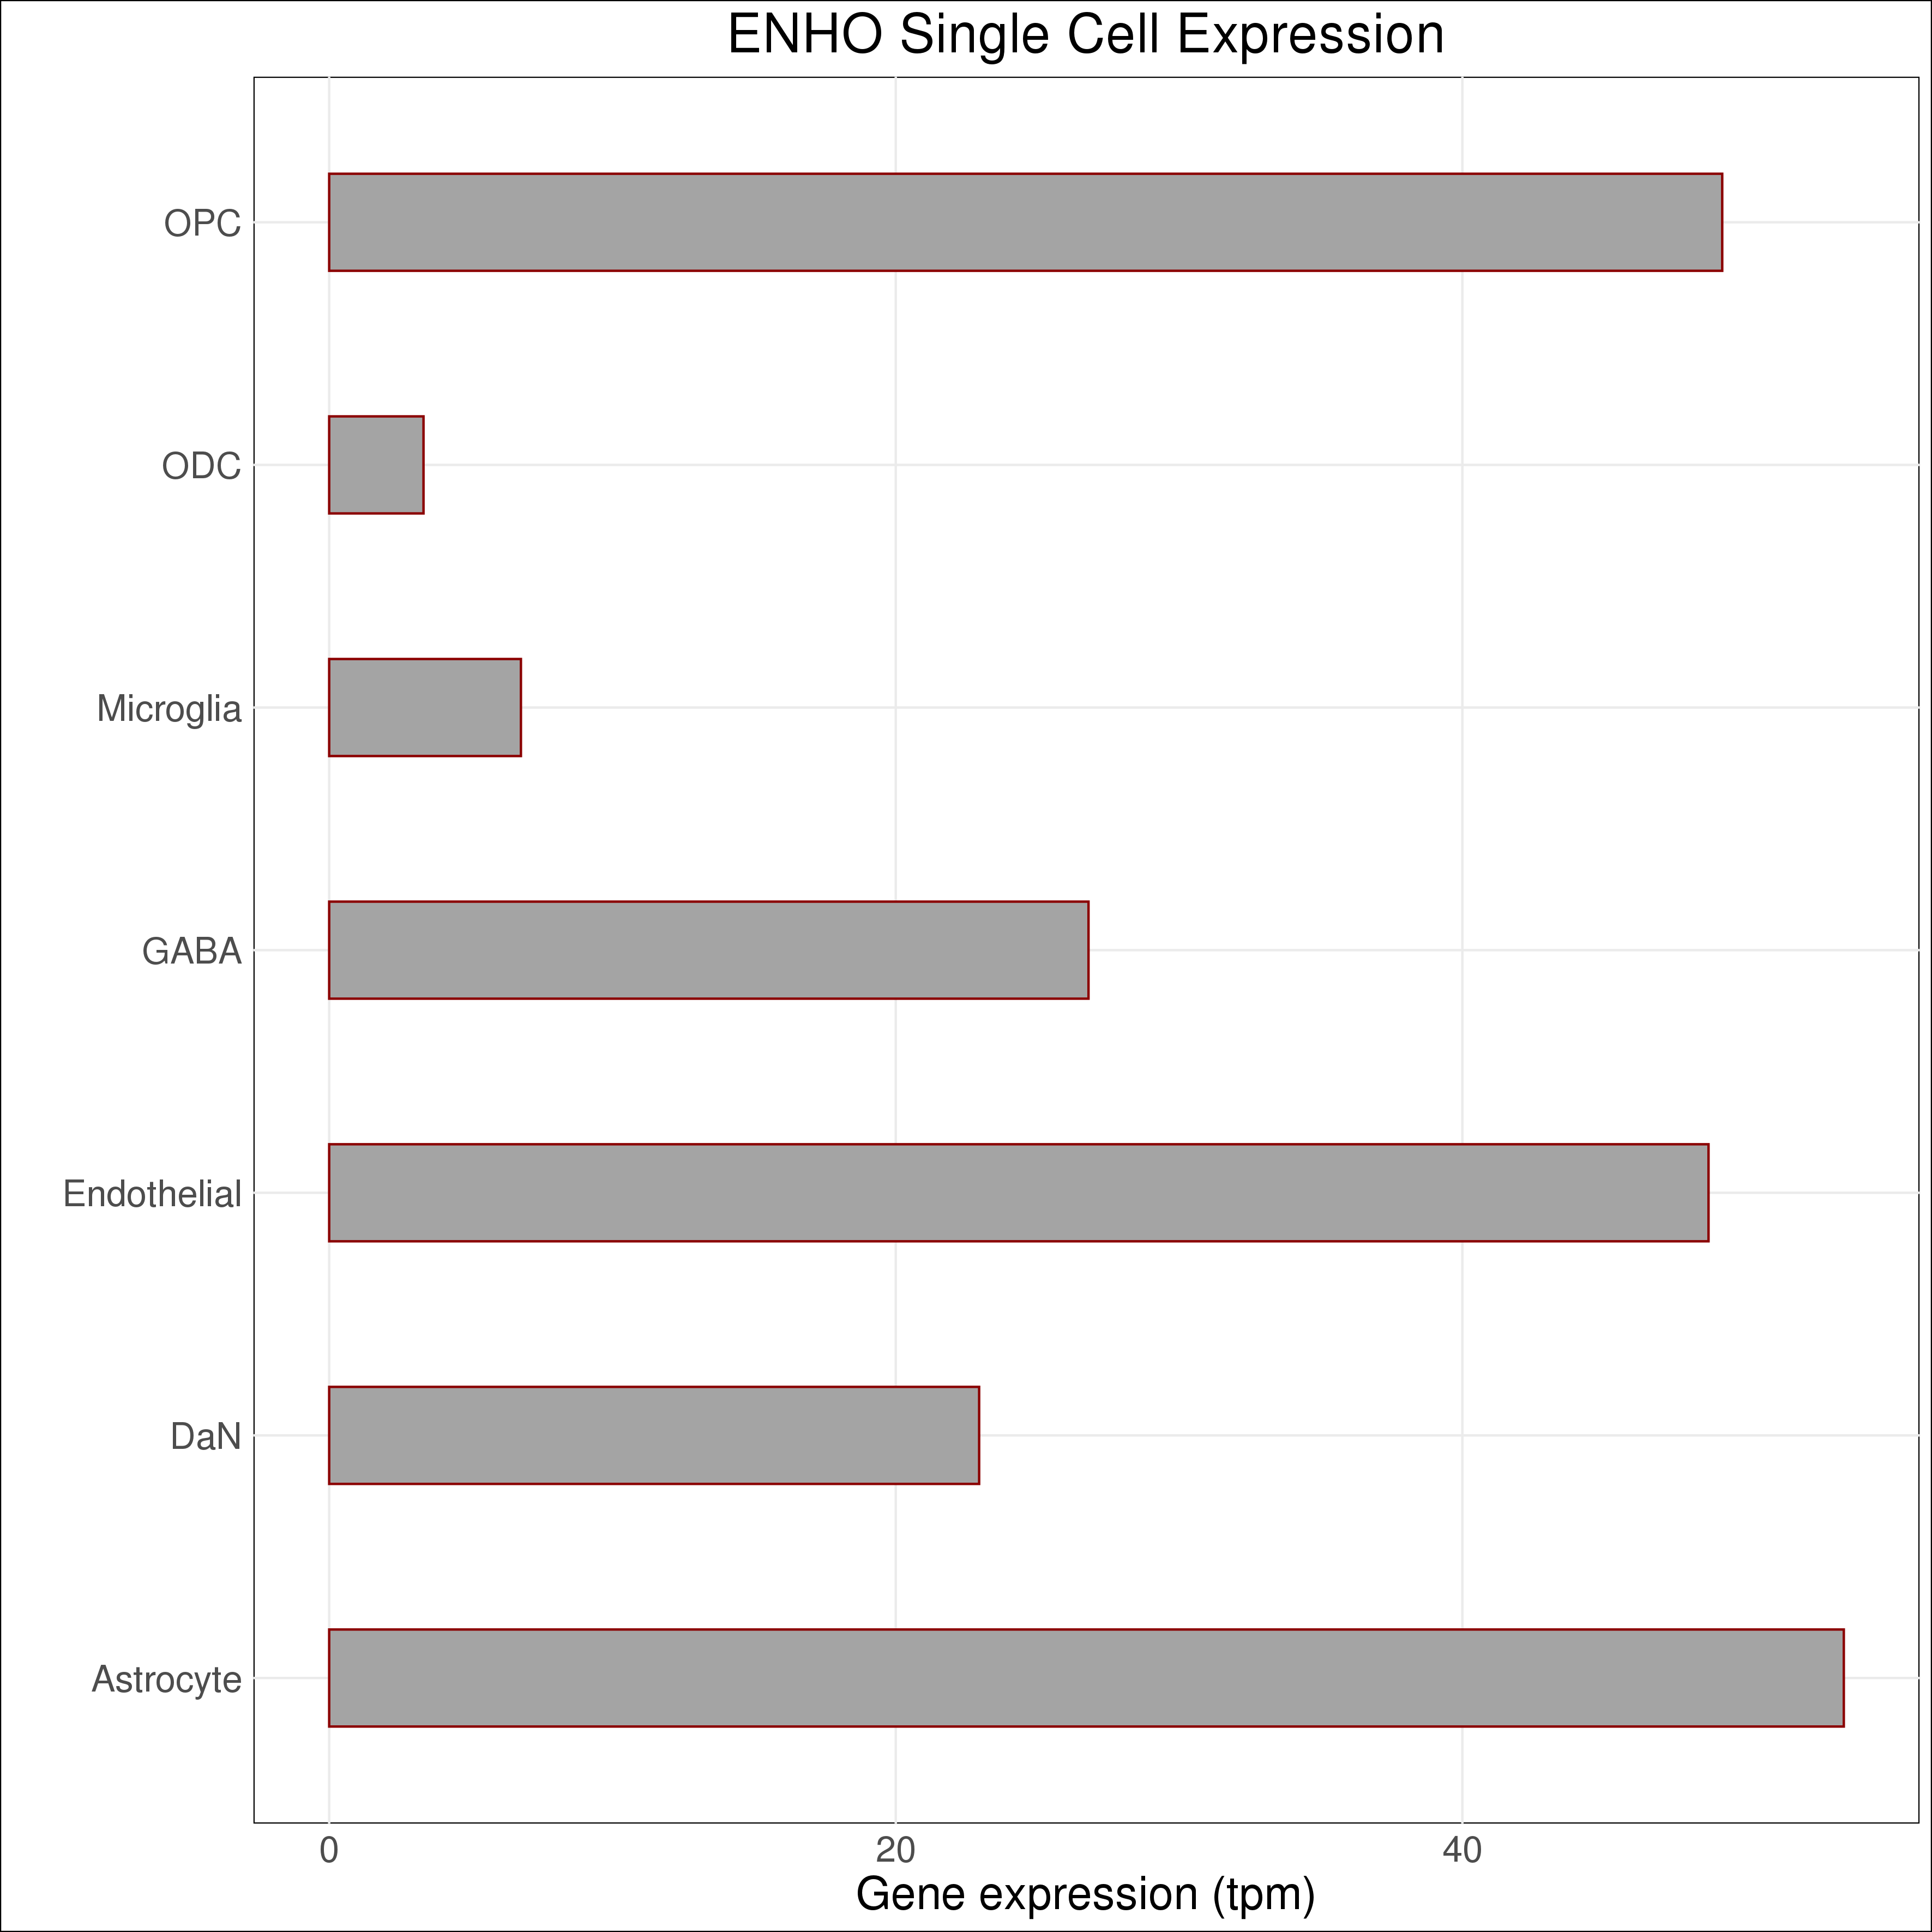 ENHO Single Cell Expression
OPC
ODC
Microglia
GABA
Endothelial
DaN
Astrocyte
0 20 40
Gene expression (tpm)